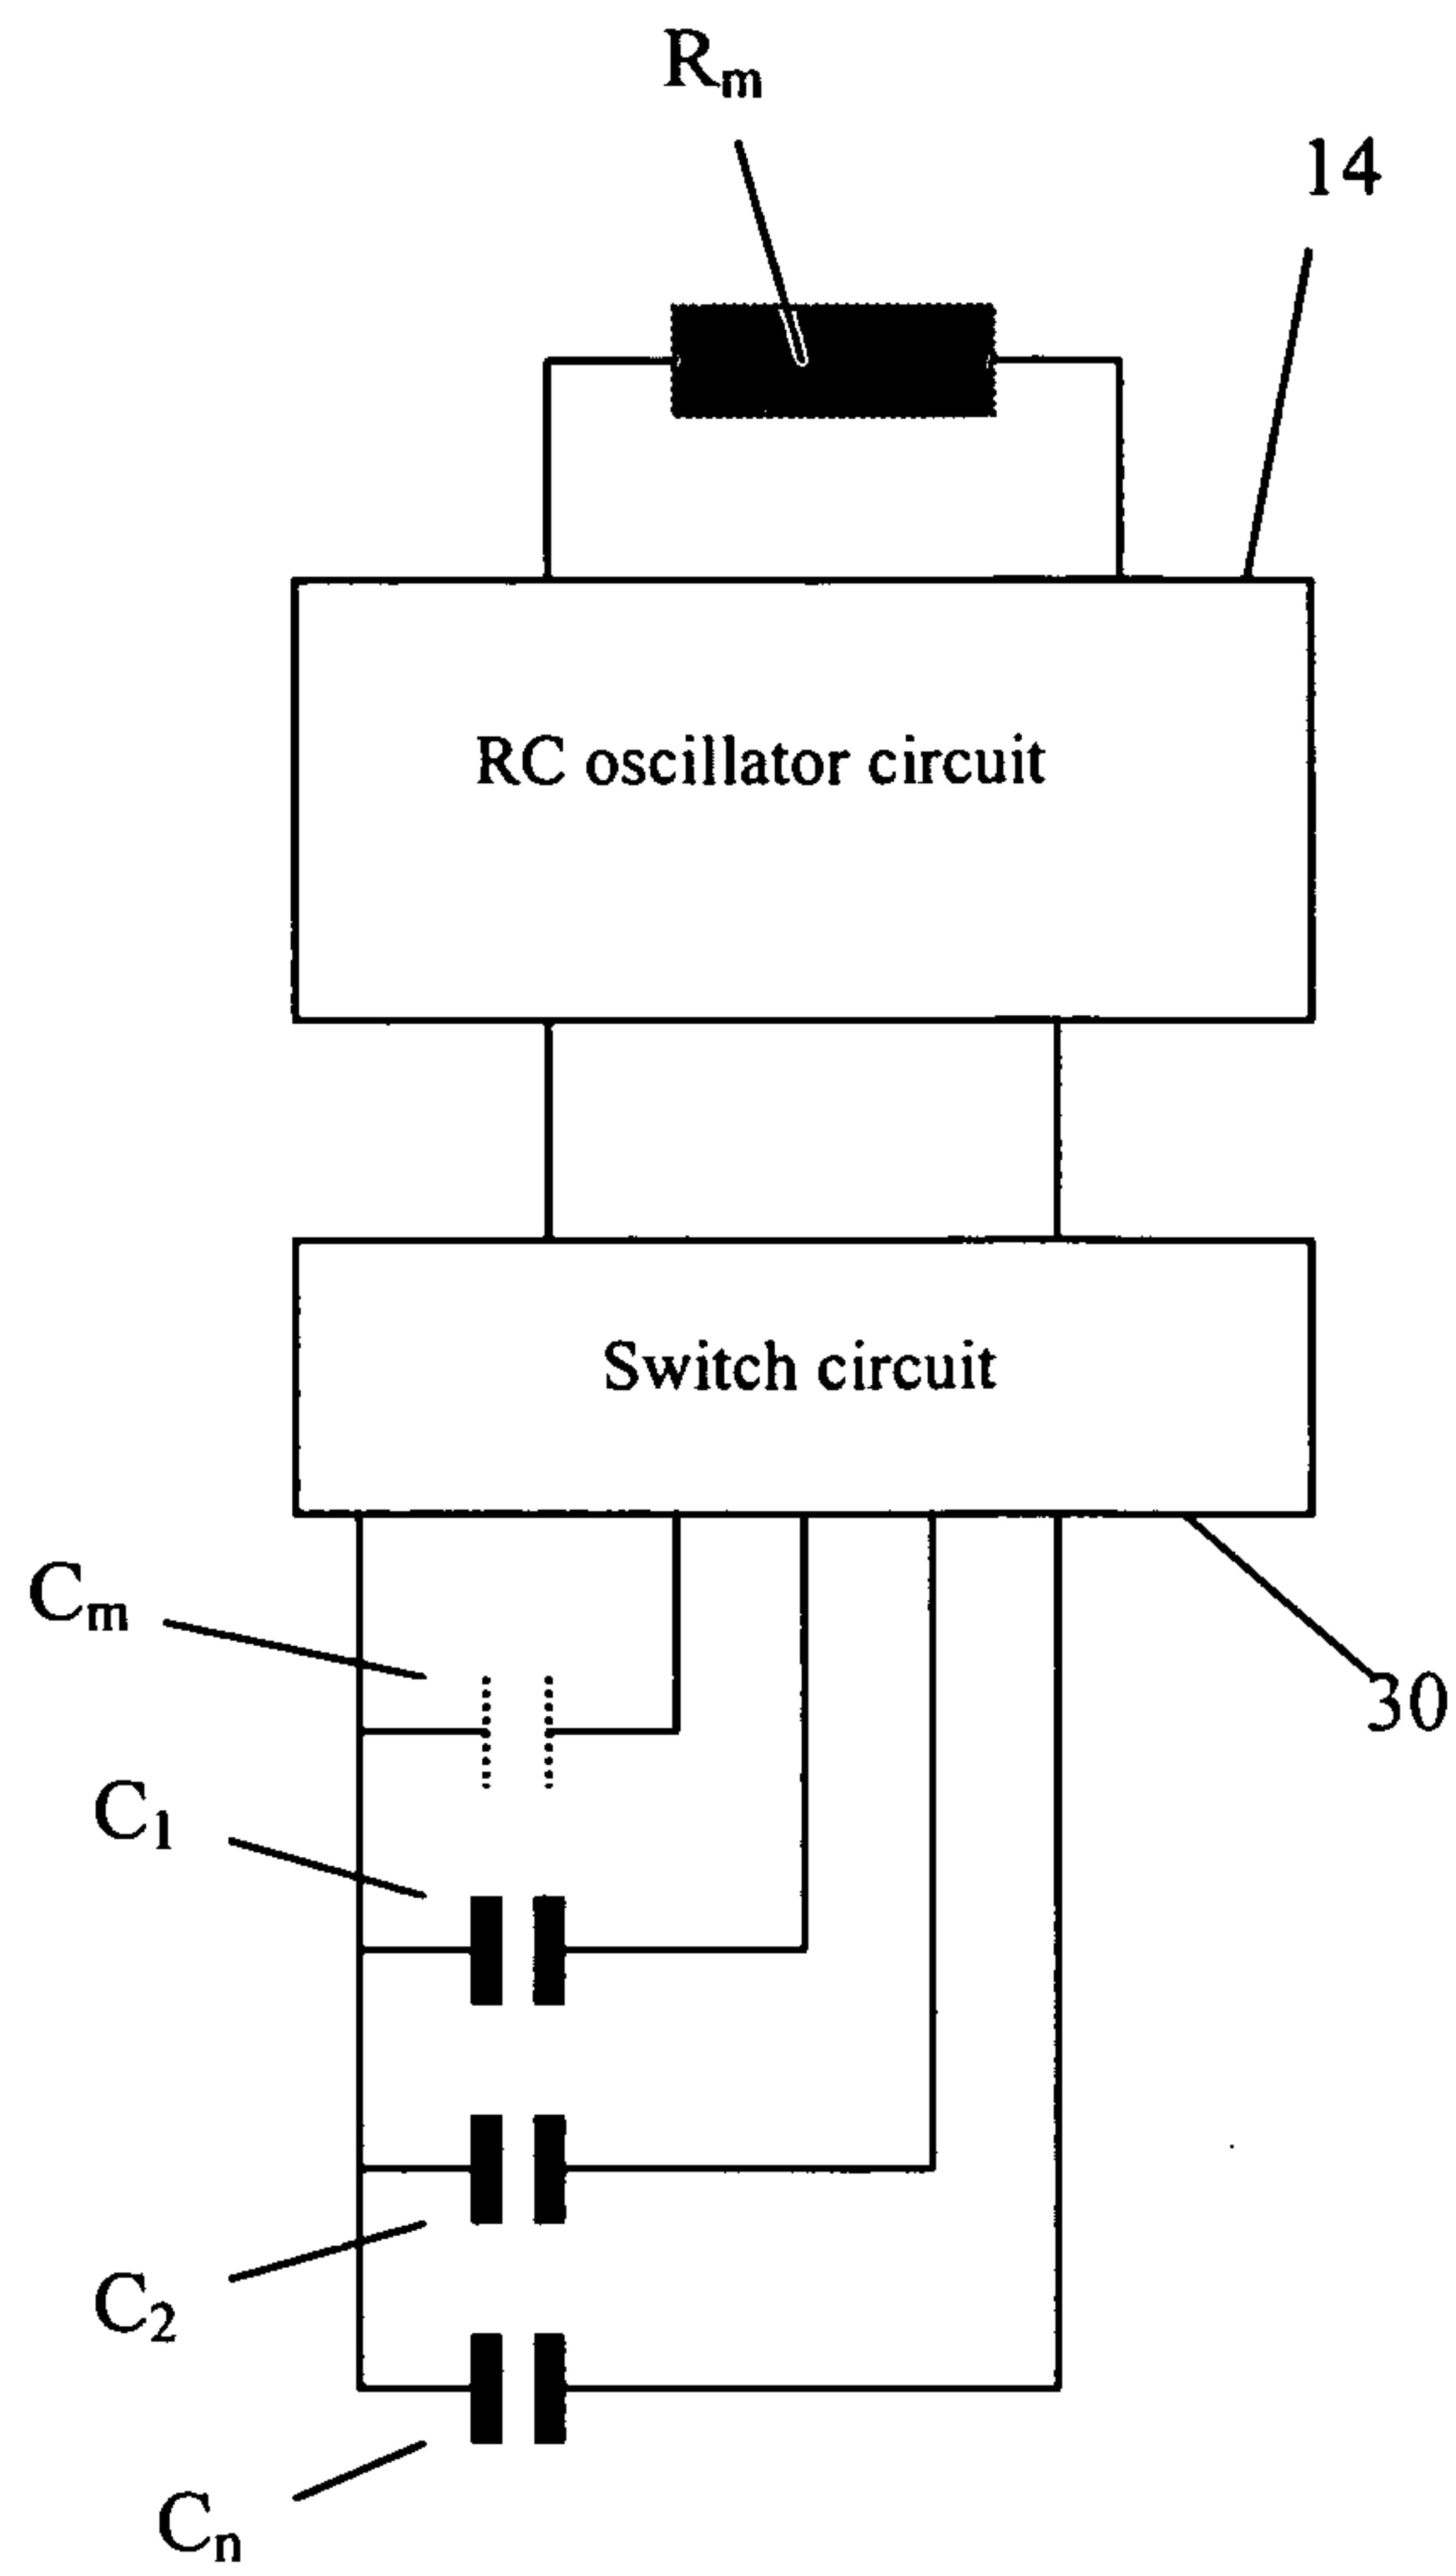 Rm
14
RC oscillator circuit
Switch circuit
Cm
30
C1
C2
Cn